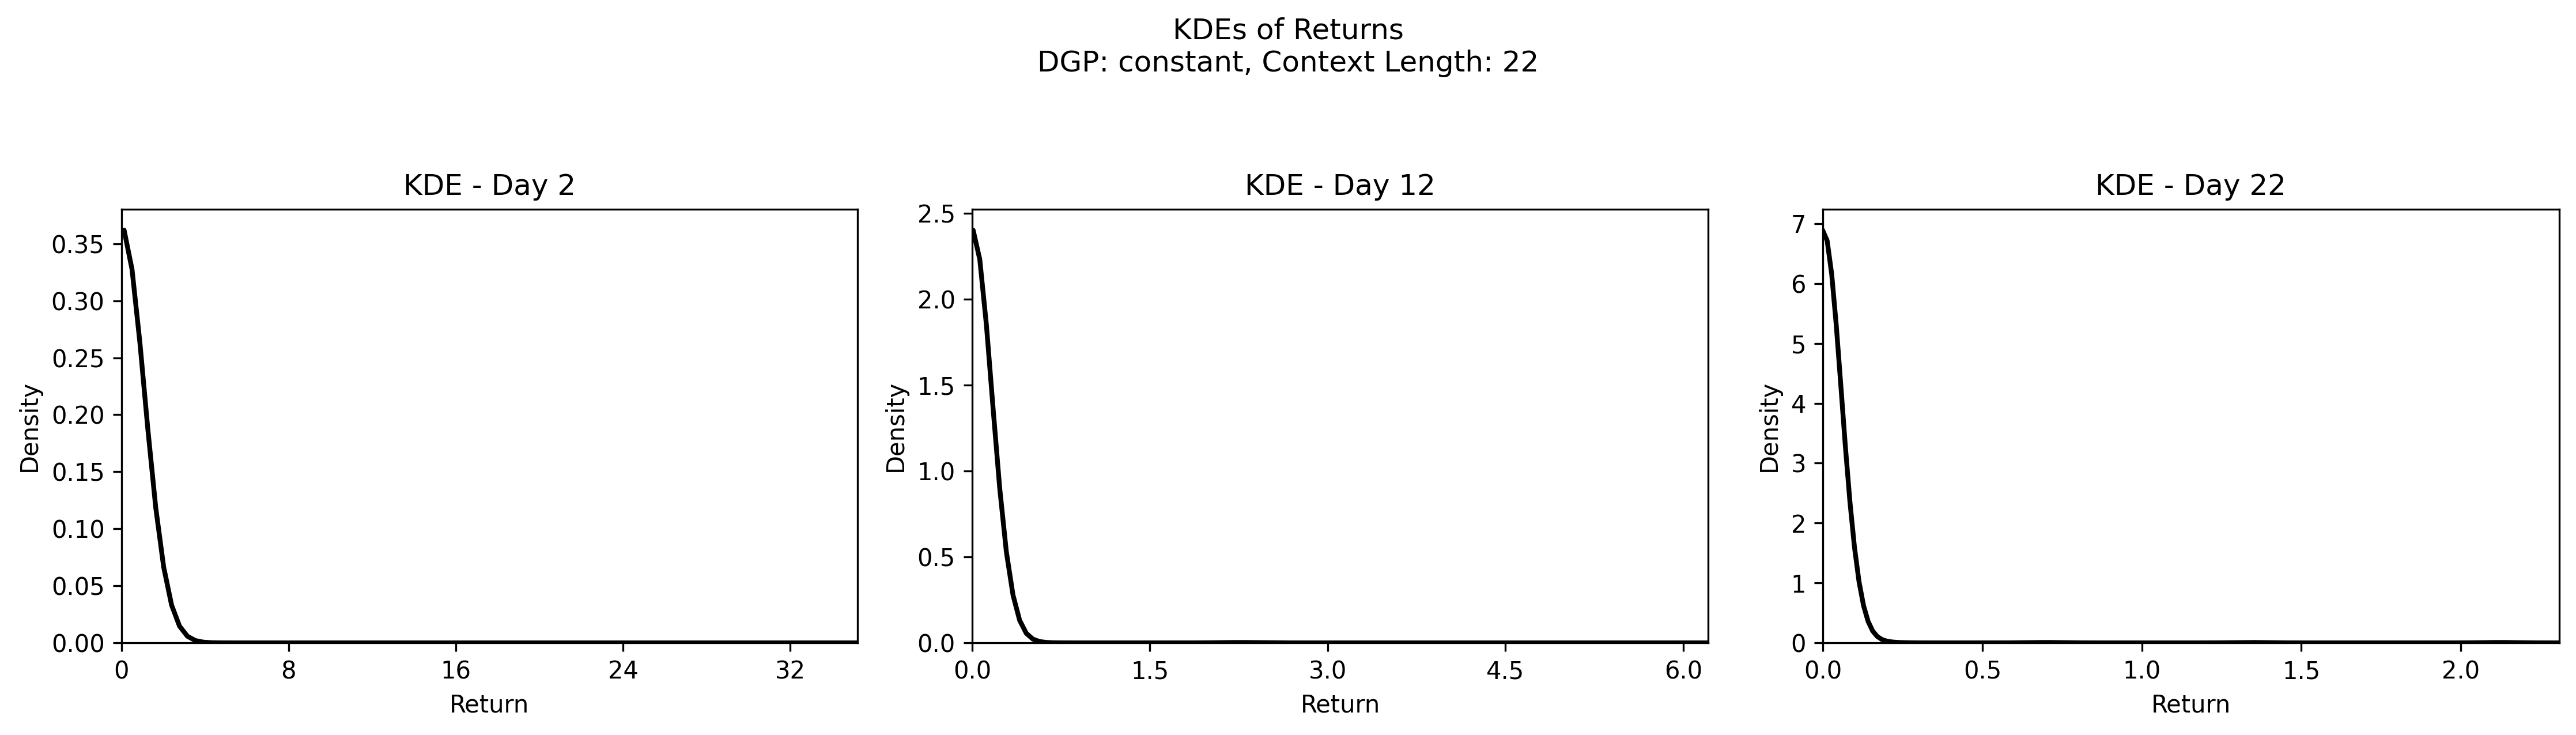 KDEs of Returns
DGP: constant, Context Length: 22
KDE - Day 2
Density
0.35
0.30
0.25
0.20
0.15
0.10
0.05
0.00
0 8 16 24 32
Return
KDE - Day 12
Density
2.5
2.0
1.5
1.0
0.5
0.0
0.0 1.5 3.0 4.5 6.0
Return
KDE - Day 22
Density
7
6
5
4
3
2
1
0
0.0 0.5 1.0 1.5 2.0
Return